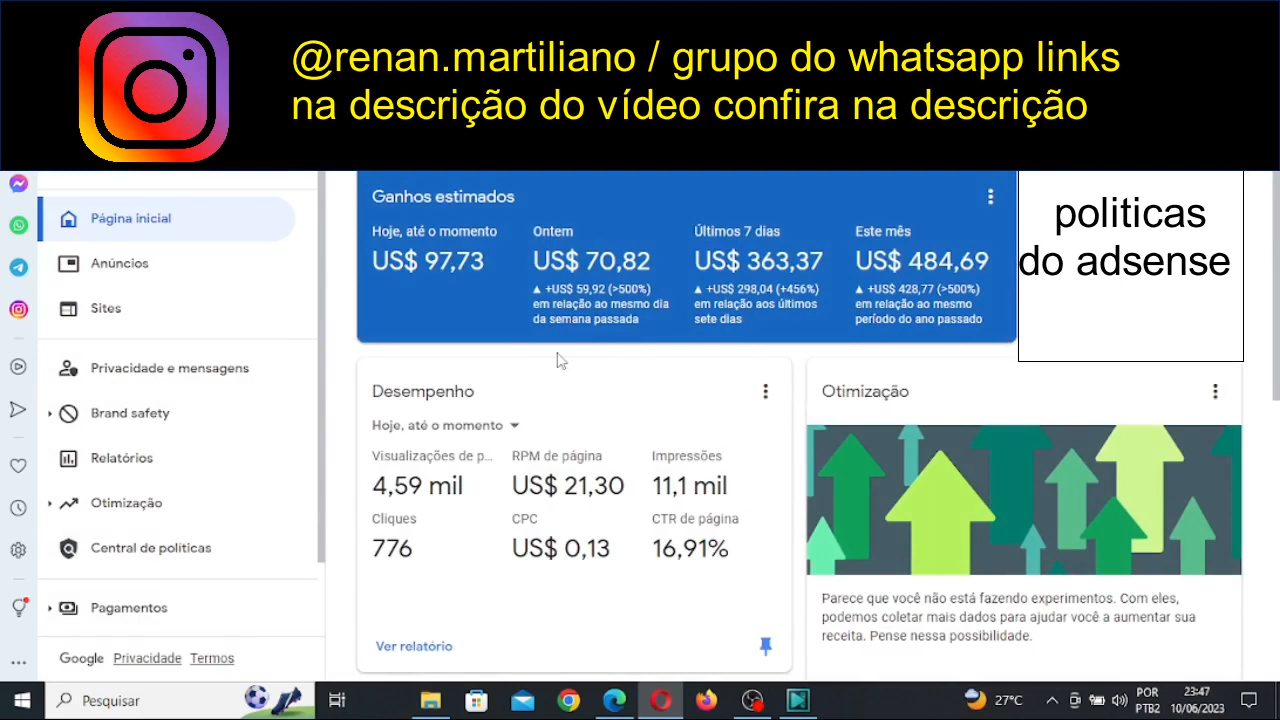 @renan.martiliano / grupo do whatsapp links
na descrição do vídeo confira na descrição
politicas
do adsense
Página inicial
Anúncios
Sites
Privacidade e mensagens
Brand safety
Relatórios
Otimização
Central de políticas
Pagamentos
Google Privacidade Termos
Ganhos estimados
Hoje, até o momento
US$ 97,73
Ontem
US$ 70,82
▲ +US$ 59,92 (>500%)
em relação ao mesmo dia
da semana passada
Últimos 7 dias
US$ 363,37
▲ +US$ 298,04 (+456%)
em relação aos últimos
sete dias
Este mês
US$ 484,69
▲ +US$ 428,77 (>500%)
em relação ao mesmo
período do ano passado
Desempenho
Hoje, até o momento
Visualizações de p...
4,59 mil
RPM de página
US$ 21,30
Impressões
11,1 mil
Cliques
776
CPC
US$ 0,13
CTR de página
16,91%
Ver relatório
Otimização
Parece que você não está fazendo experimentos. Com eles,
podemos coletar mais dados para ajudar você a aumentar sua
receita. Pense nessa possibilidade.
Pesquisar
27°C
POR
PTB2
23:47
10/06/2023